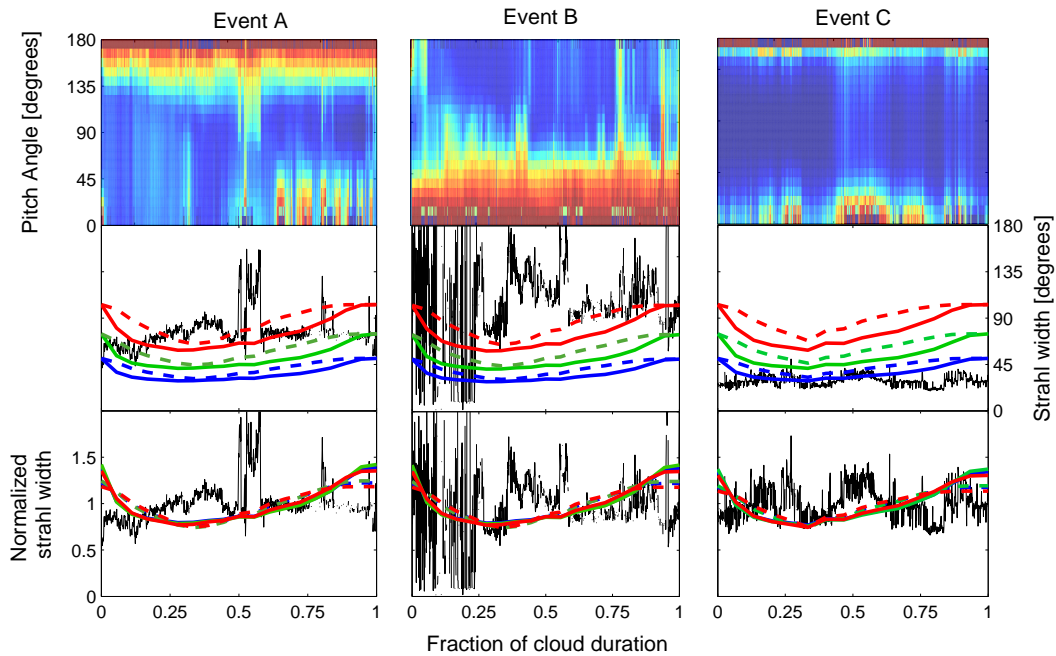 Event A
Event B
Event C
Pitch Angle [degrees]
180
135
90
45
0
180
135
90
45
0
Strahl width [degrees]
Normalized
strahl width
1.5
1
0.5
0
0 0.25 0.5 0.75 1
0 0.25 0.5 0.75 1
0 0.25 0.5 0.75 1
Fraction of cloud duration